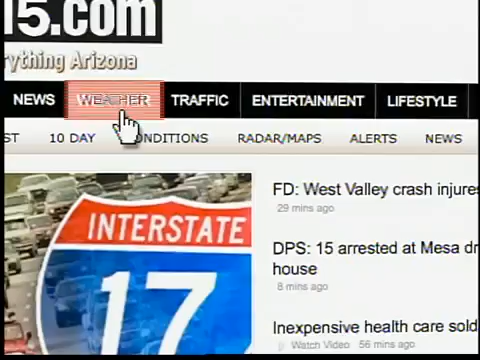 15.com
ything Arizona
NEWS WEATHER TRAFFIC ENTERTAINMENT LIFESTYLE
ST 10 DAY ONDITIONS RADAR/MAPS ALERTS NEWS
FD: West Valley crash injures
29 mins ago
DPS: 15 arrested at Mesa dr
house
8 mins ago
Inexpensive health care sold
Watch Video 56 mins ago
INTERSTATE
17